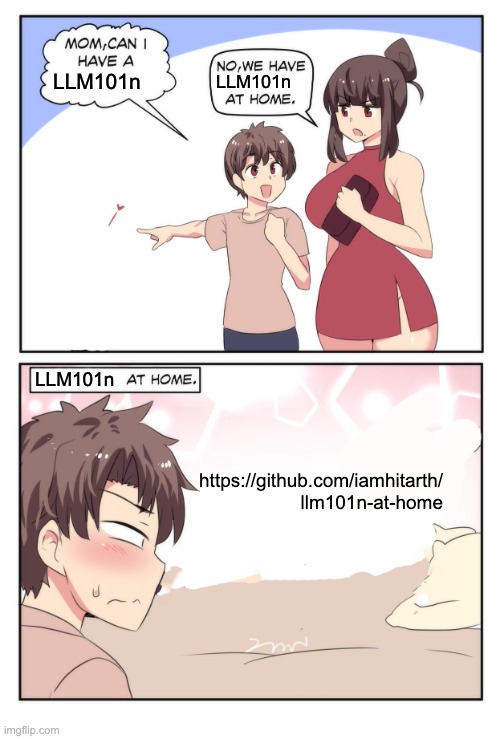 MOM,CAN I
HAVE A
LLM101n
NO,WE HAVE
LLM101n
AT HOME.
LLM101n AT HOME.
https://github.com/iamhitarth/
llm101n-at-home
imgflip.com